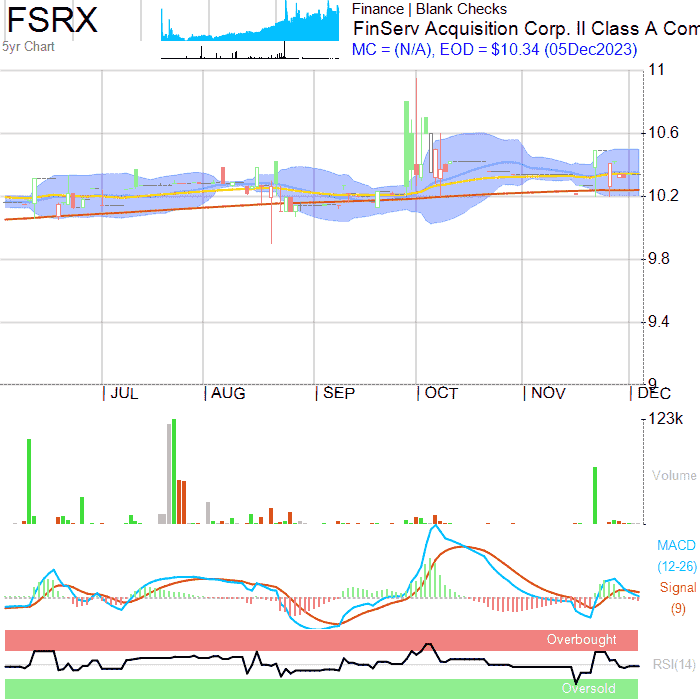 FSRX
5yr Chart
Finance | Blank Checks
FinServ Acquisition Corp. II Class A Com
MC = (N/A), EOD = $10.34 (05Dec2023)
11
10.6
10.2
9.8
9.4
9
JUL AUG SEP OCT NOV DEC
123k
Volume
MACD
(12-26)
Signal
(9)
Overbought
RSI(14)
Oversold